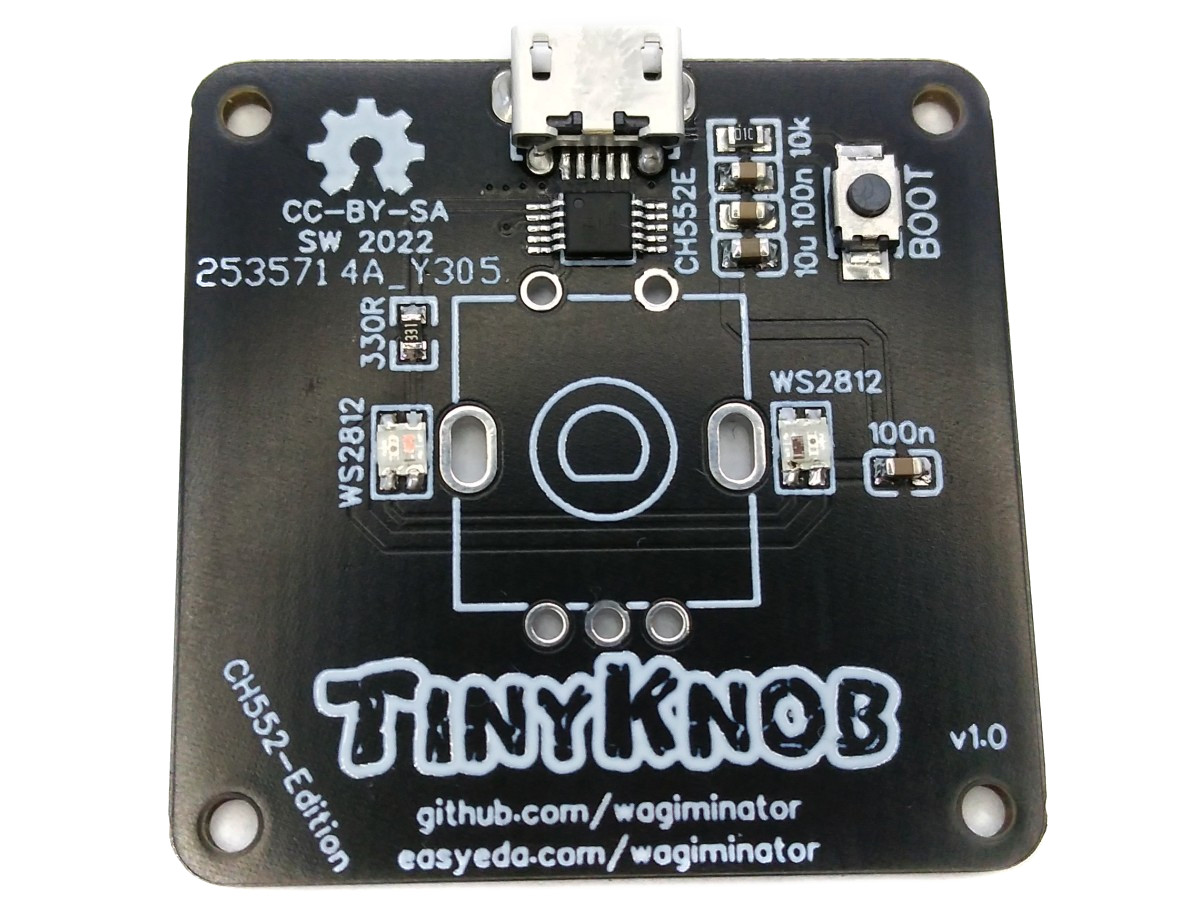 CC-BY-SA
SW 2022
2535714A_Y305
CH552E
10k
100n
10u
BOOT
330R
331
WS2812
WS2812
100n
TINYKNOB
v1.0
CH552-Edition
github.com/wagiminator
easyeda.com/wagiminator